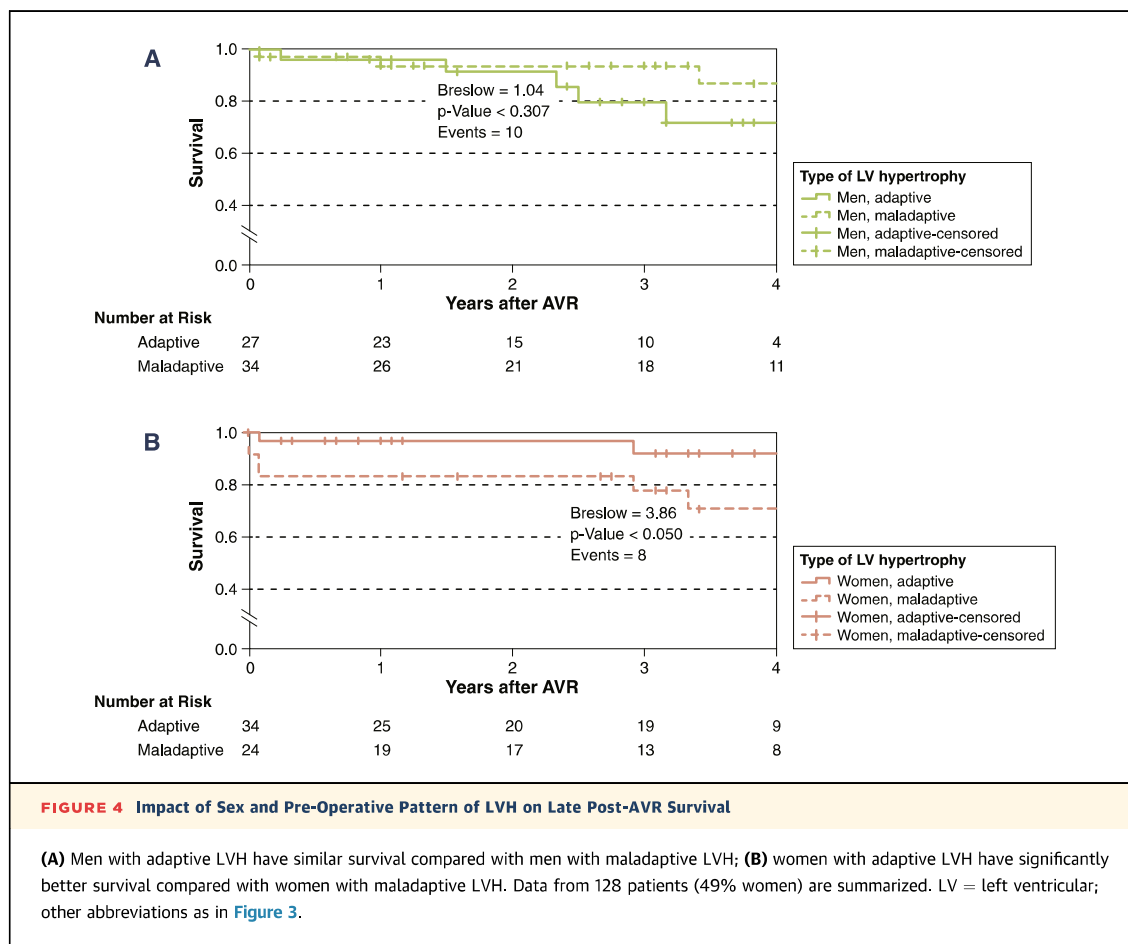 A
1.0
0.8
0.6
0.4
0.0
Survival
Breslow = 1.04
p-Value < 0.307
Events = 10
0 1 2 3 4
Years after AVR
Type of LV hypertrophy
Men, adaptive
Men, maladaptive
Men, adaptive-censored
Men, maladaptive-censored
Number at Risk
Adaptive 27 23 15 10 4
Maladaptive 34 26 21 18 11
B
1.0
0.8
0.6
0.4
0.0
Survival
Breslow = 3.86
p-Value < 0.050
Events = 8
0 1 2 3 4
Years after AVR
Type of LV hypertrophy
Women, adaptive
Women, maladaptive
Women, adaptive-censored
Women, maladaptive-censored
Number at Risk
Adaptive 34 25 20 19 9
Maladaptive 24 19 17 13 8
FIGURE 4 Impact of Sex and Pre-Operative Pattern of LVH on Late Post-AVR Survival
(A) Men with adaptive LVH have similar survival compared with men with maladaptive LVH; (B) women with adaptive LVH have significantly
better survival compared with women with maladaptive LVH. Data from 128 patients (49% women) are summarized. LV = left ventricular;
other abbreviations as in Figure 3.